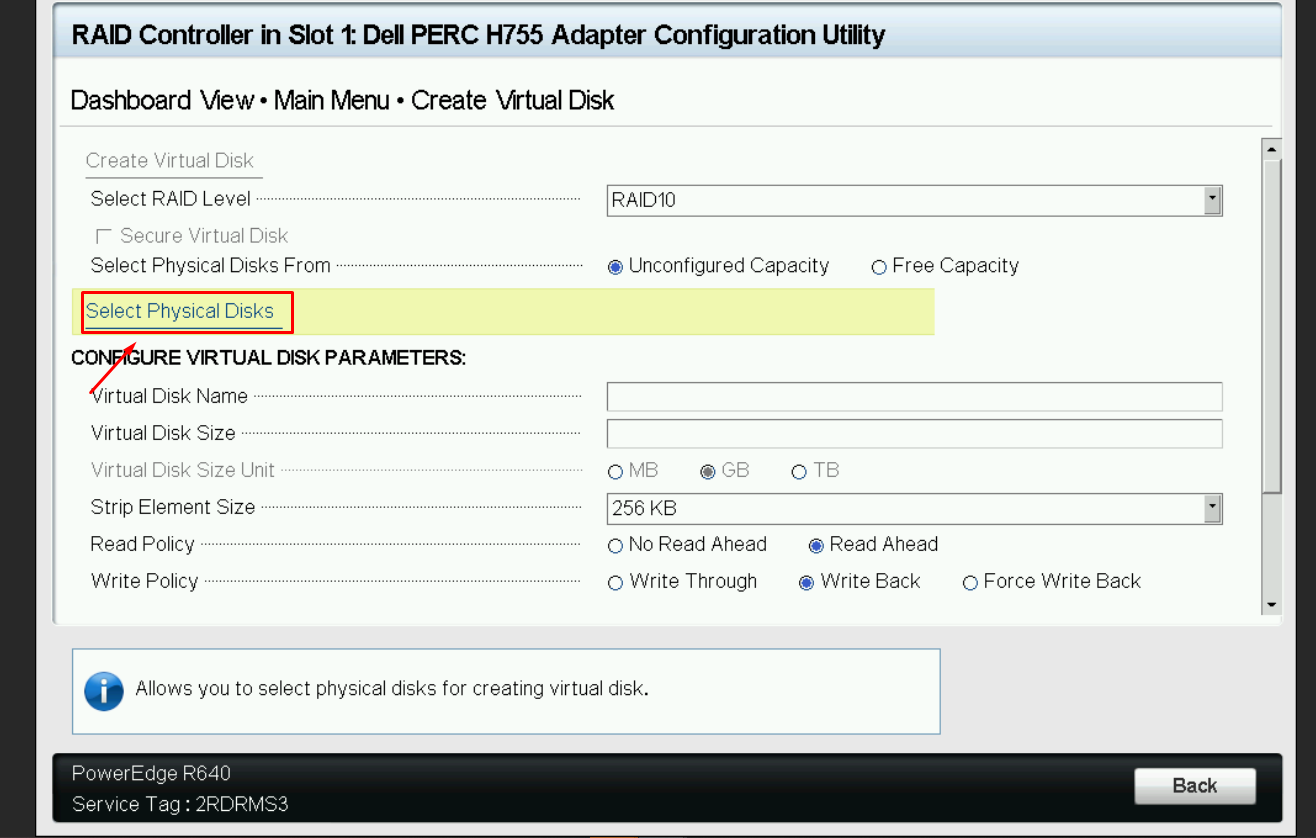 RAID Controller in Slot 1: Dell PERC H755 Adapter Configuration Utility
Dashboard View • Main Menu • Create Virtual Disk
Create Virtual Disk
Select RAID Level RAID10
Secure Virtual Disk
Select Physical Disks From Unconfigured Capacity Free Capacity
Select Physical Disks
CONFIGURE VIRTUAL DISK PARAMETERS:
Virtual Disk Name
Virtual Disk Size
Virtual Disk Size Unit MB GB TB
Strip Element Size 256 KB
Read Policy No Read Ahead Read Ahead
Write Policy Write Through Write Back Force Write Back
Allows you to select physical disks for creating virtual disk.
PowerEdge R640
Service Tag : 2RDRMS3
Back